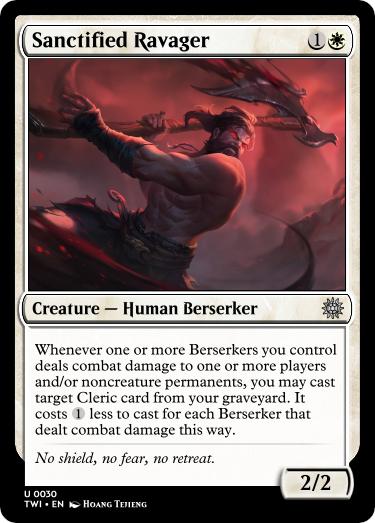 Sanctified Ravager 1
Creature — Human Berserker
Whenever one or more Berserkers you control
deals combat damage to one or more players
and/or noncreature permanents, you may cast
target Cleric card from your graveyard. It
costs 1 less to cast for each Berserker that
dealt combat damage this way.
No shield, no fear, no retreat.
2/2
U 0030
TWI • EN Hoang Tejieng